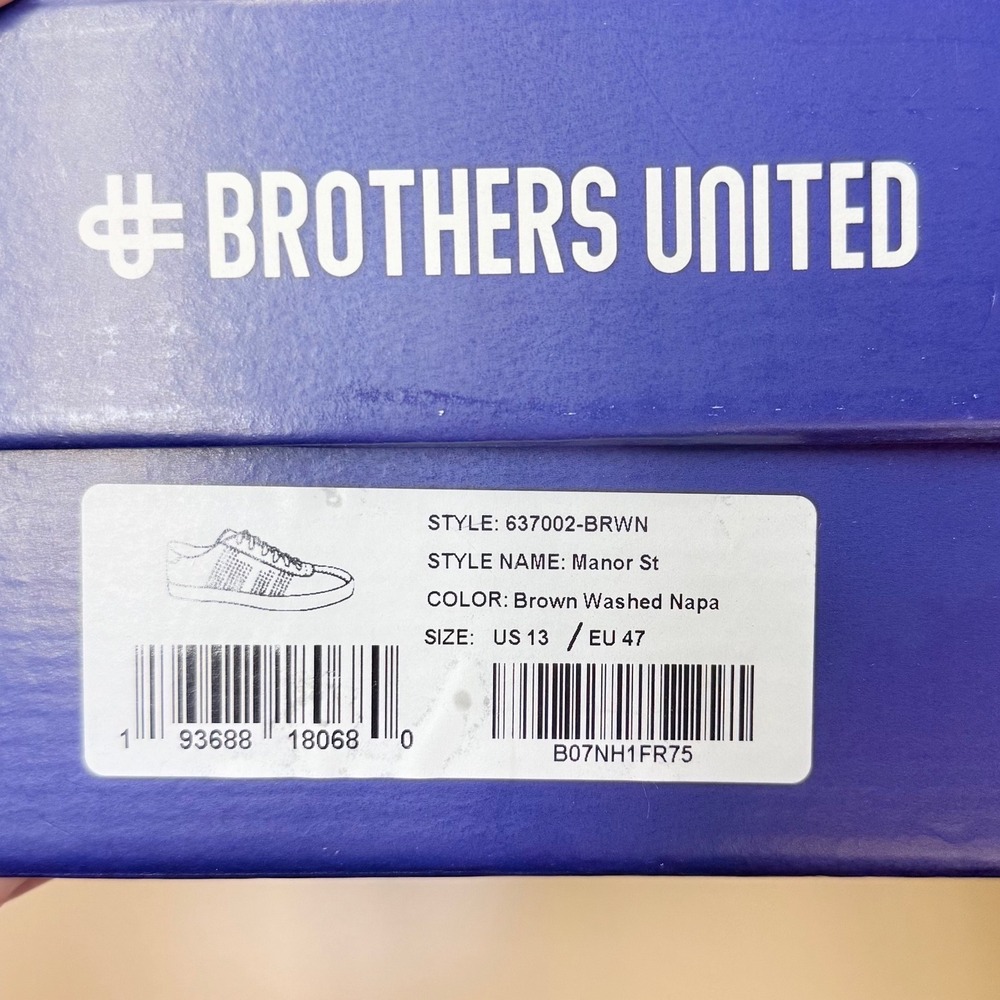 BROTHERS UNITED
STYLE: 637002-BRWN
STYLE NAME: Manor St
COLOR: Brown Washed Napa
SIZE: US 13 / EU 47
1 93688 18068 0
B07NH1FR75